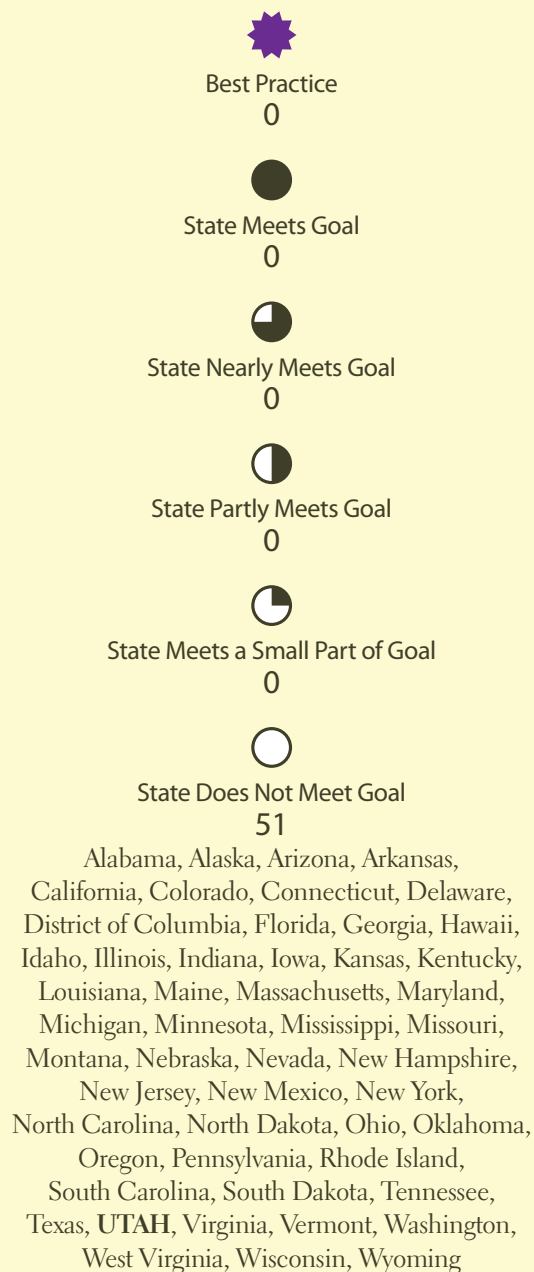 Best Practice
0
State Meets Goal
0
State Nearly Meets Goal
0
State Partly Meets Goal
0
State Meets a Small Part of Goal
0
State Does Not Meet Goal
51
Alabama, Alaska, Arizona, Arkansas,
California, Colorado, Connecticut, Delaware,
District of Columbia, Florida, Georgia, Hawaii,
Idaho, Illinois, Indiana, Iowa, Kansas, Kentucky,
Louisiana, Maine, Massachusetts, Maryland,
Michigan, Minnesota, Mississippi, Missouri,
Montana, Nebraska, Nevada, New Hampshire,
New Jersey, New Mexico, New York,
North Carolina, North Dakota, Ohio, Oklahoma,
Oregon, Pennsylvania, Rhode Island,
South Carolina, South Dakota, Tennessee,
Texas, UTAH, Virginia, Vermont, Washington,
West Virginia, Wisconsin, Wyoming